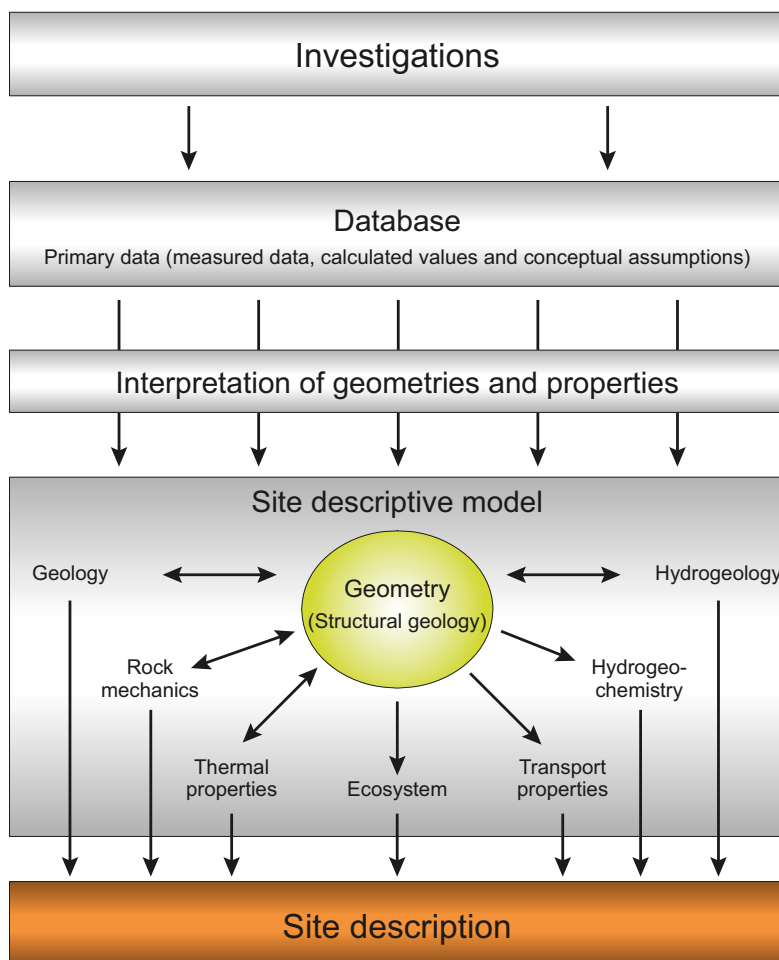 Investigations
Database
Primary data (measured data, calculated values and conceptual assumptions)
Interpretation of geometries and properties
Site descriptive model
Geology
Geometry
(Structural geology)
Hydrogeology
Rock
mechanics
Hydrogeo-
chemistry
Thermal
properties
Ecosystem
Transport
properties
Site description